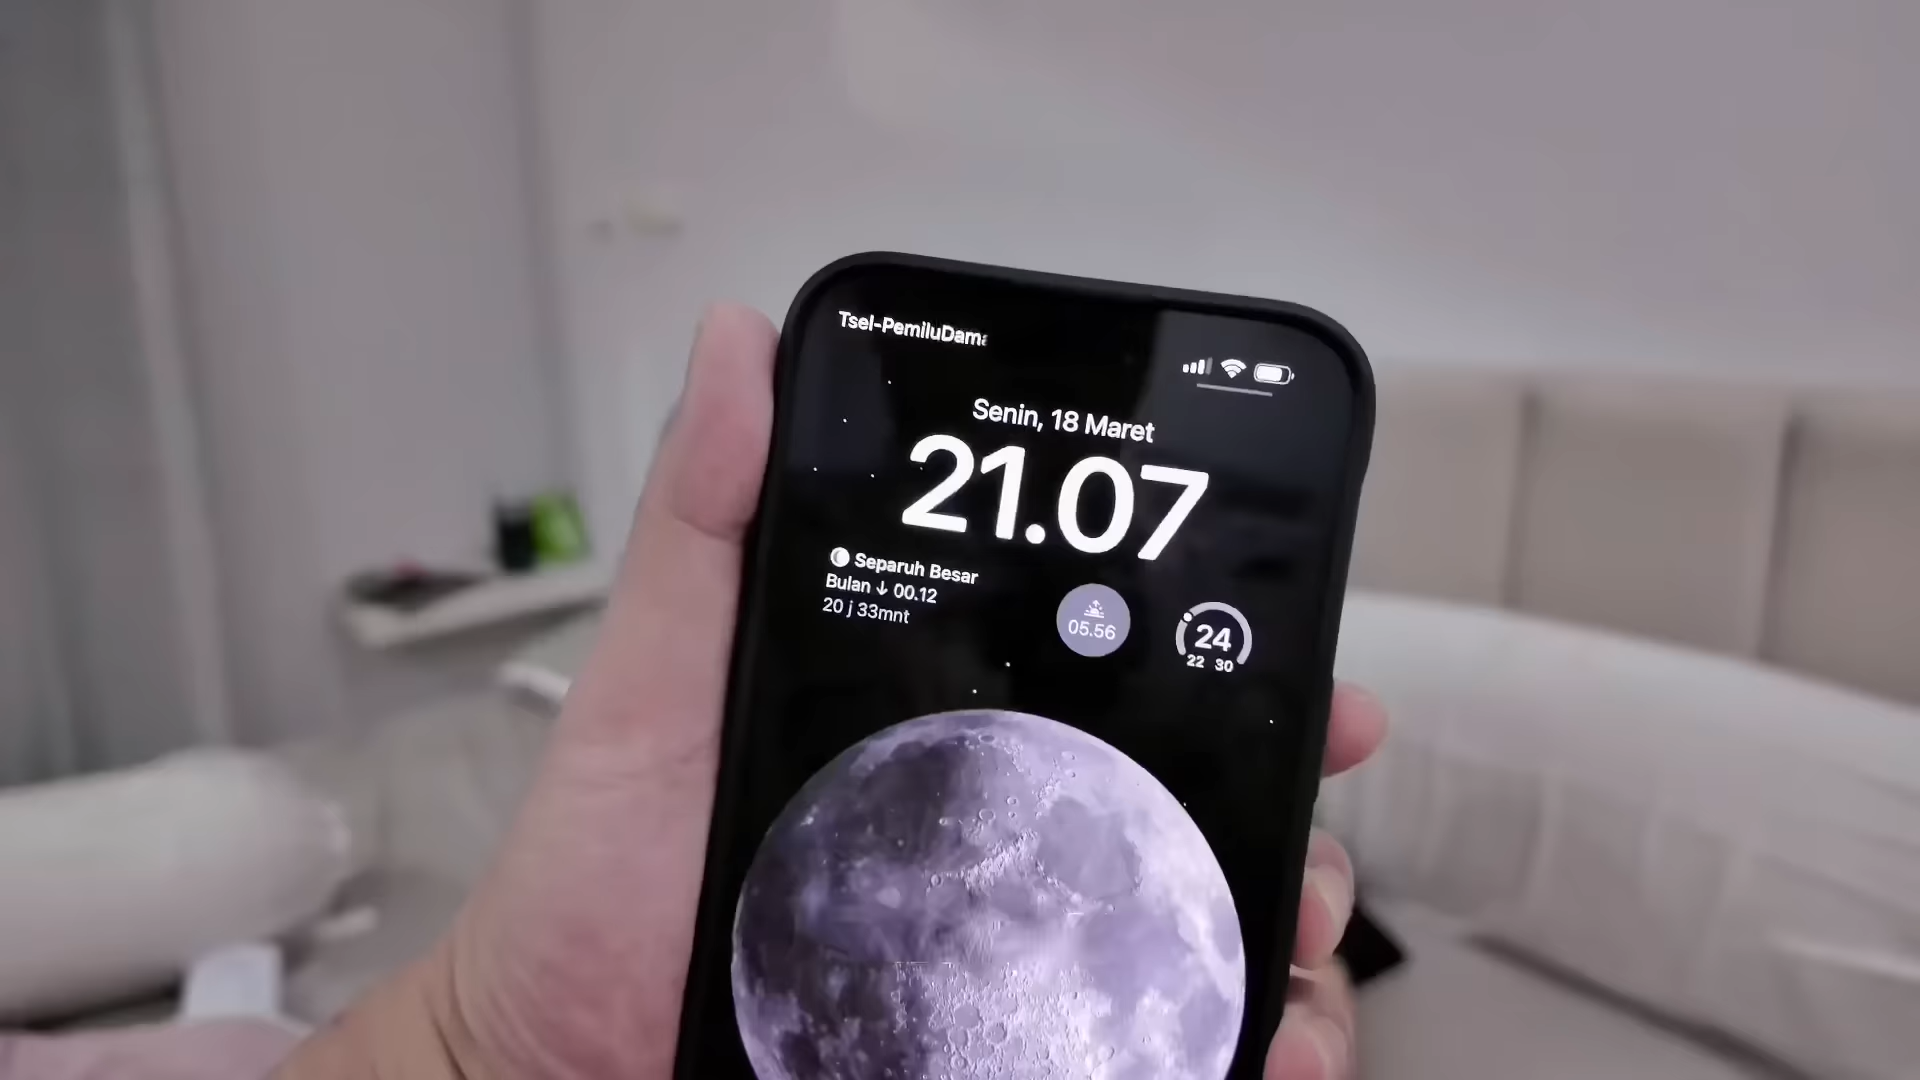 Tsel-PemiluDama
Senin, 18 Maret
21.07
Separuh Besar
Bulan ↓ 00.12
20 j 33mnt
05.56
24
22 30